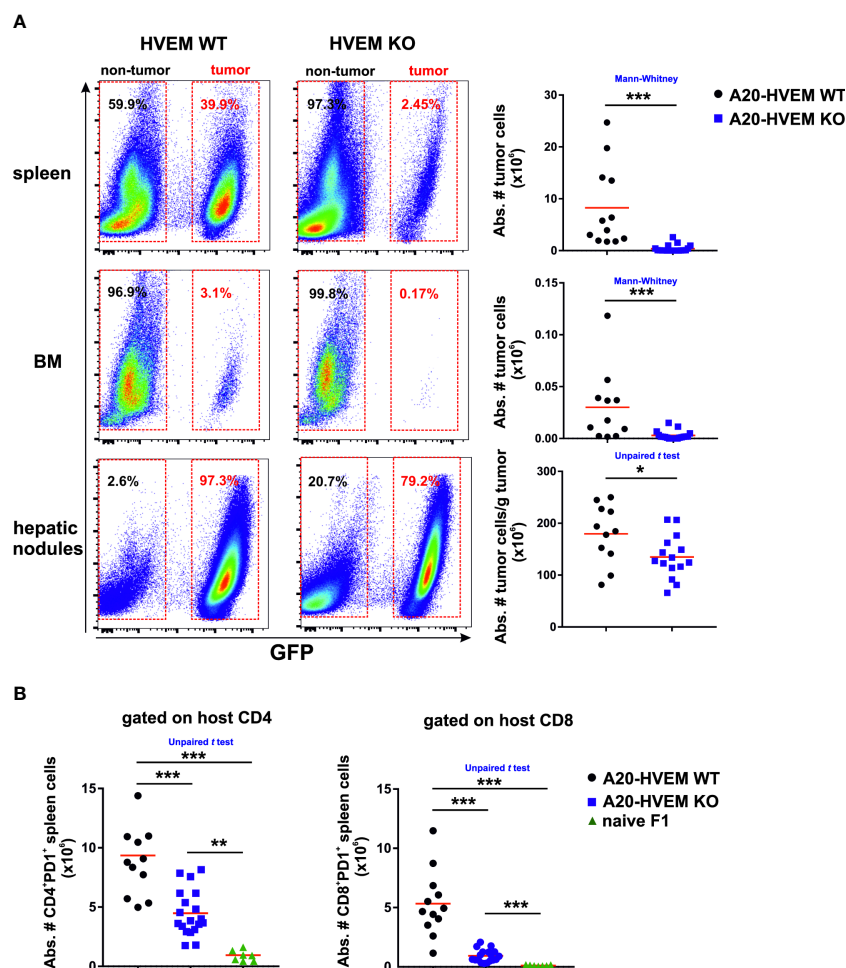 A
HVEM WT
HVEM KO
non-tumor
tumor
non-tumor
tumor
spleen
59.9%
39.9%
97.3%
2.45%
BM
96.9%
3.1%
99.8%
0.17%
hepatic
nodules
2.6%
97.3%
20.7%
79.2%
GFP
Mann-Whitney
***
Abs. # tumor cells
(x10⁶)
30
20
10
0
A20-HVEM WT
A20-HVEM KO
Mann-Whitney
***
Abs. # tumor cells
(x10⁶)
0.15
0.10
0.05
0.00
Unpaired t test
*
Abs. # tumor cells/g tumor
(x10⁶)
300
200
100
0
B
gated on host CD4
Unpaired t test
***
***
**
Abs. # CD4⁺PD1⁺ spleen cells
(x10⁶)
15
10
5
0
gated on host CD8
Unpaired t test
***
***
***
Abs. # CD8⁺PD1⁺ spleen cells
(x10⁶)
15
10
5
0
A20-HVEM WT
A20-HVEM KO
naive F1